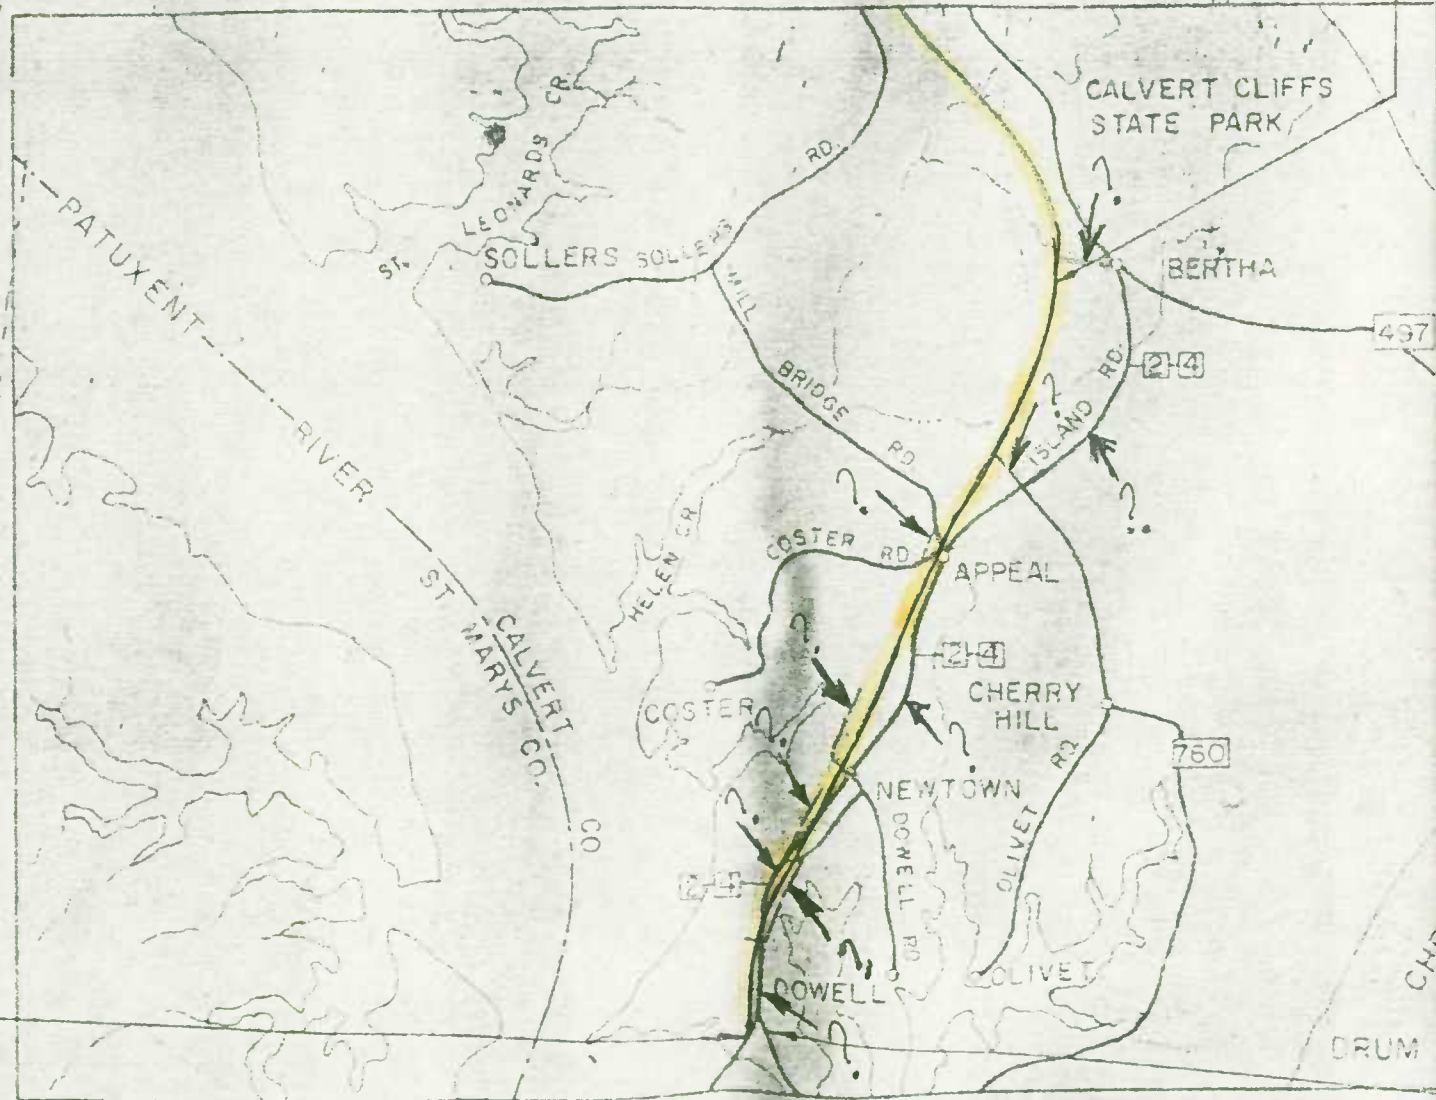 CALVERT CLIFFS
STATE PARK
?
ST. LEONARDS CR.
RD.
PATUXENT
RIVER
SOLLERS
SOLLERS
BERTHA
MILL
BRIDGE
RD.
497
2-4
ISLAND RD.
?
?
?
HELEN CR
COSTER RD
APPEAL
ST. MARYS CO.
CALVERT CO
?
2-4
CHERRY
HILL
COSTER
?
?
760
NEWTOWN
DOWELL RD
OLIVET RD
?
2-4
?
DOWELL
OLIVET
?
DRUM